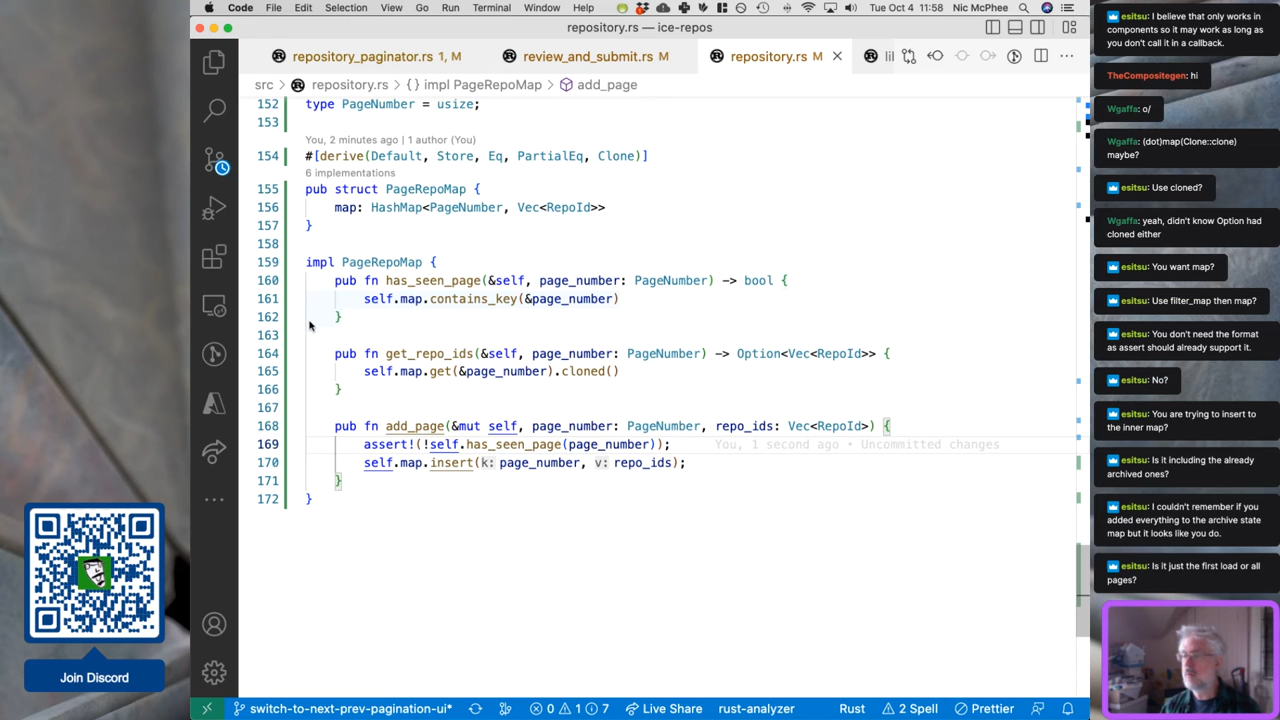 Code File Edit Selection View Go Run Terminal Window Help Tue Oct 4 11:58 Nic McPhee
repository.rs — ice-repos
repository_paginator.rs 1, M review_and_submit.rs M repository.rs M lil
src > repository.rs > {} impl PageRepoMap > add_page
152 type PageNumber = usize;
153
You, 2 minutes ago | 1 author (You)
154 #[derive(Default, Store, Eq, PartialEq, Clone)]
6 implementations
155 pub struct PageRepoMap {
156 map: HashMap<PageNumber, Vec<RepoId>>
157 }
158
159 impl PageRepoMap {
160 pub fn has_seen_page(&self, page_number: PageNumber) -> bool {
161 self.map.contains_key(&page_number)
162 }
163
164 pub fn get_repo_ids(&self, page_number: PageNumber) -> Option<Vec<RepoId>> {
165 self.map.get(&page_number).cloned()
166 }
167
168 pub fn add_page(&mut self, page_number: PageNumber, repo_ids: Vec<RepoId>) {
169 assert!(!self.has_seen_page(page_number)); You, 1 second ago • Uncommitted changes
170 self.map.insert(k: page_number, v: repo_ids);
171 }
172 }
switch-to-next-prev-pagination-ui* 0 1 7 Live Share rust-analyzer Rust 2 Spell Prettier
Join Discord
esitsu: I believe that only works in
components so it may work as long as
you don't call it in a callback.
TheCompositegen: hi
Wgaffa: o/
Wgaffa: (dot)map(Clone::clone)
maybe?
esitsu: Use cloned?
Wgaffa: yeah, didn't know Option had
cloned either
esitsu: You want map?
esitsu: Use filter_map then map?
esitsu: You don't need the format
as assert should already support it.
esitsu: No?
esitsu: You are trying to insert to
the inner map?
esitsu: Is it including the already
archived ones?
esitsu: I couldn't remember if you
added everything to the archive state
map but it looks like you do.
esitsu: Is it just the first load or all
pages?